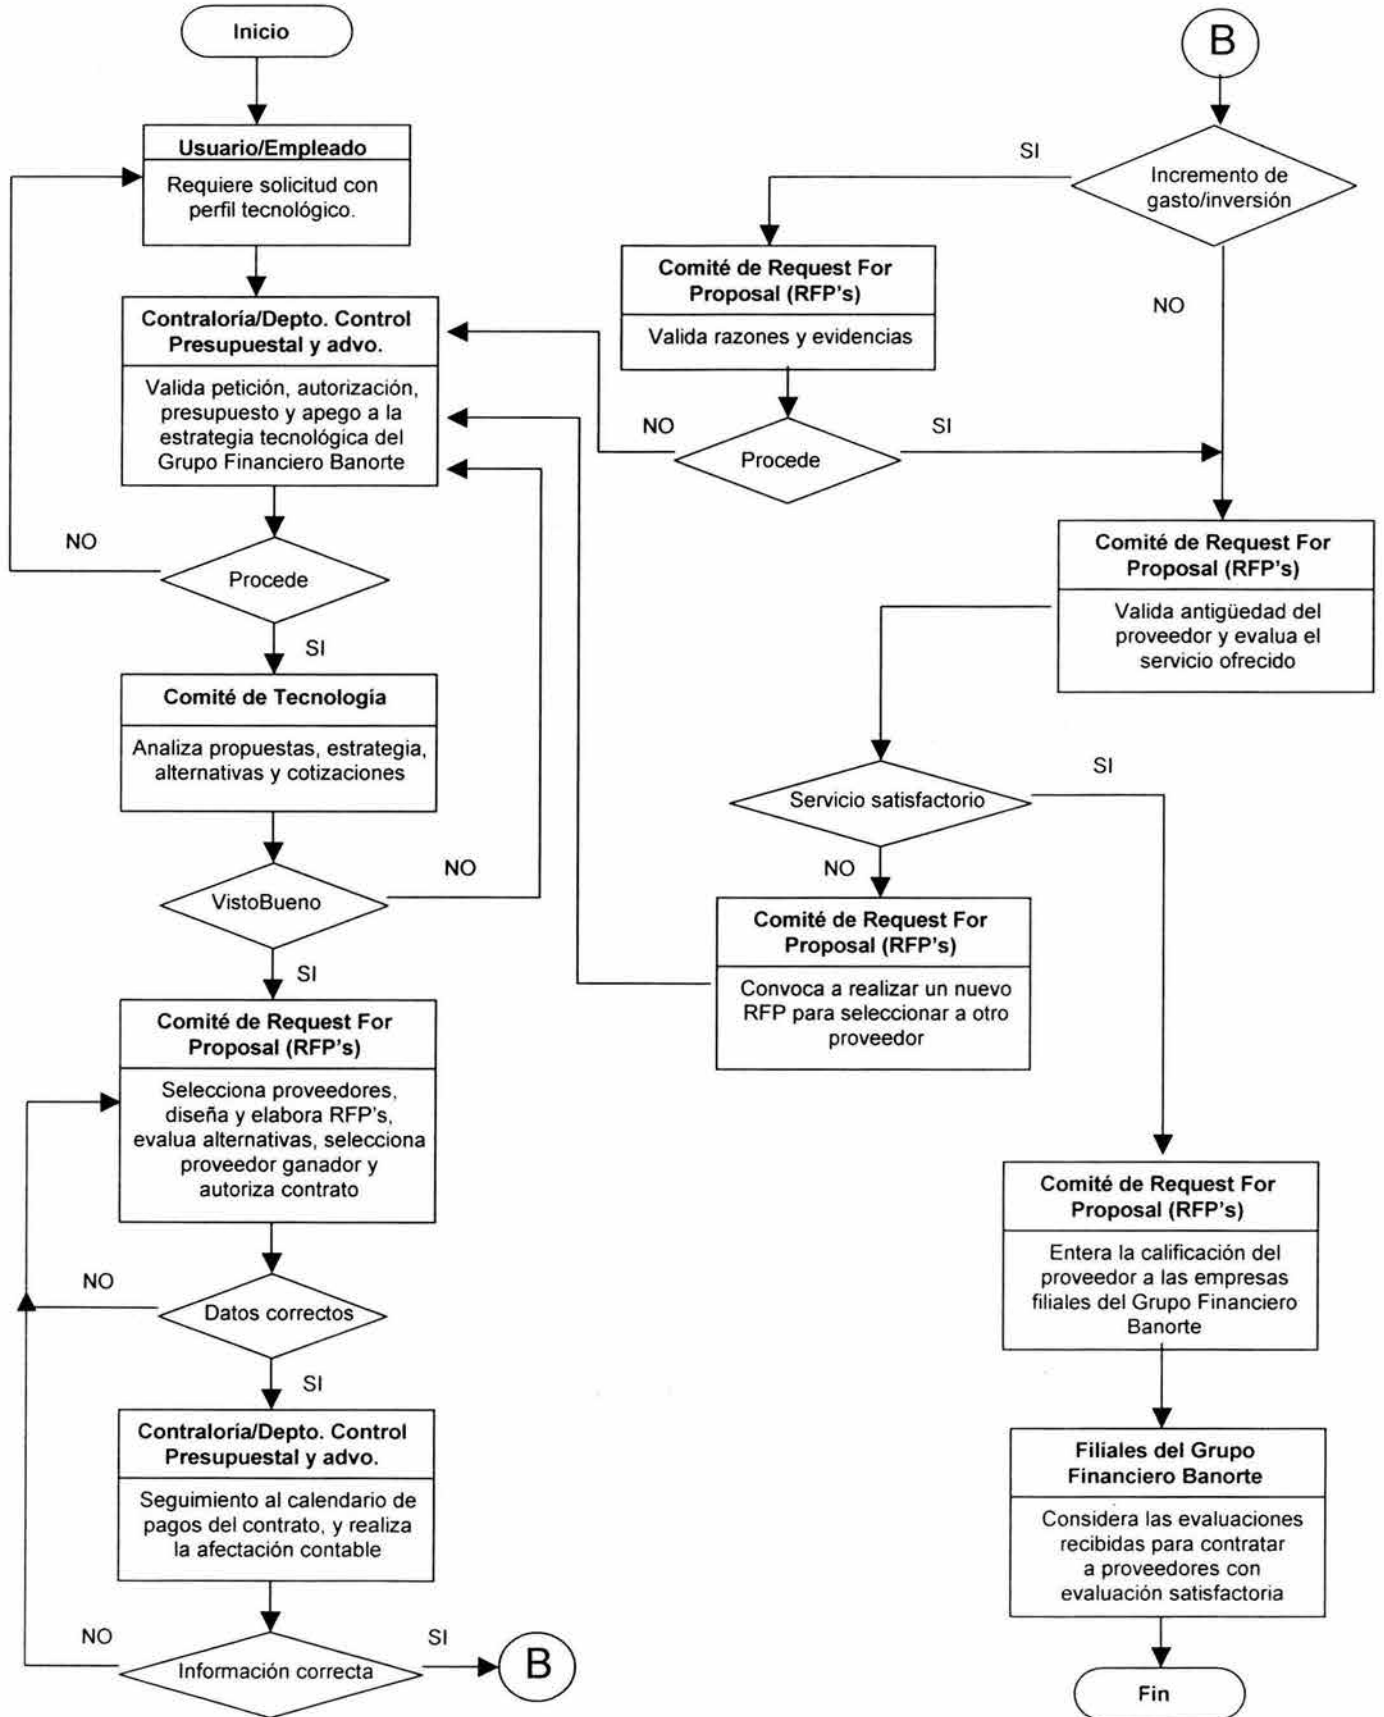 Inicio
Usuario/Empleado
Requiere solicitud con
perfil tecnológico.
Contraloría/Depto. Control
Presupuestal y advo.
Valida petición, autorización,
presupuesto y apego a la
estrategia tecnológica del
Grupo Financiero Banorte
NO
Procede
SI
Comité de Tecnología
Analiza propuestas, estrategia,
alternativas y cotizaciones
NO
VistoBueno
SI
Comité de Request For
Proposal (RFP's)
Selecciona proveedores,
diseña y elabora RFP's,
evalua alternativas, selecciona
proveedor ganador y
autoriza contrato
NO
Datos correctos
SI
Contraloría/Depto. Control
Presupuestal y advo.
Seguimiento al calendario de
pagos del contrato, y realiza
la afectación contable
NO
SI
Información correcta
B
B
SI
Incremento de
gasto/inversión
NO
Comité de Request For
Proposal (RFP's)
Valida razones y evidencias
NO
SI
Procede
Comité de Request For
Proposal (RFP's)
Valida antigüedad del
proveedor y evalua el
servicio ofrecido
SI
Servicio satisfactorio
NO
Comité de Request For
Proposal (RFP's)
Convoca a realizar un nuevo
RFP para seleccionar a otro
proveedor
Comité de Request For
Proposal (RFP's)
Entera la calificación del
proveedor a las empresas
filiales del Grupo Financiero
Banorte
Filiales del Grupo
Financiero Banorte
Considera las evaluaciones
recibidas para contratar
a proveedores con
evaluación satisfactoria
Fin